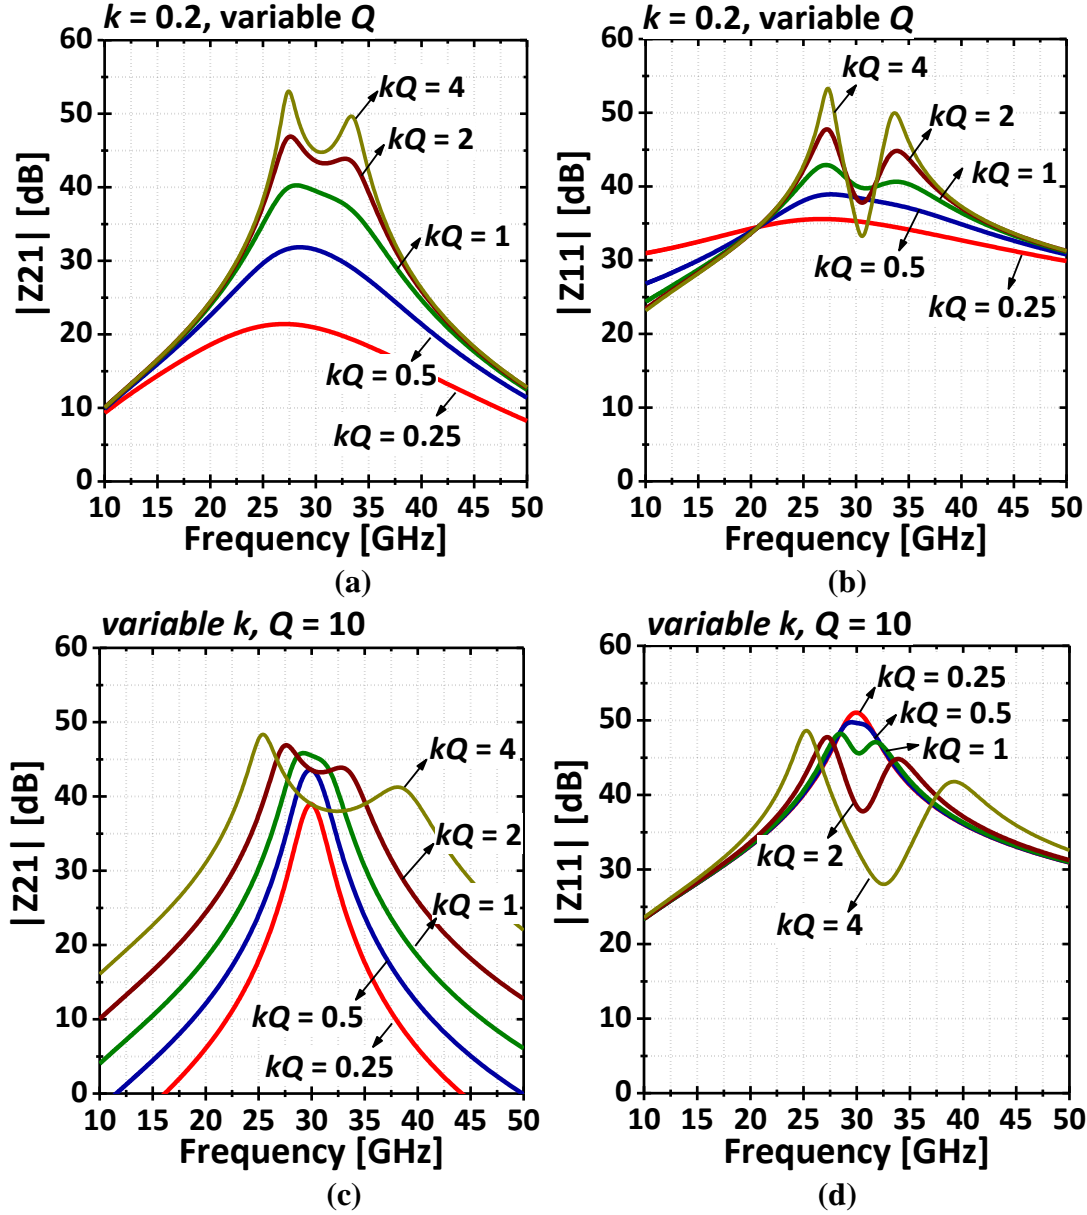 k = 0.2, variable Q
60
50
40
30
20
10
0
|Z21| [dB]
kQ = 4
kQ = 2
kQ = 1
kQ = 0.5
kQ = 0.25
10 15 20 25 30 35 40 45 50
Frequency [GHz]
(a)
k = 0.2, variable Q
60
50
40
30
20
10
0
|Z11| [dB]
kQ = 4
kQ = 2
kQ = 1
kQ = 0.5
kQ = 0.25
10 15 20 25 30 35 40 45 50
Frequency [GHz]
(b)
variable k, Q = 10
60
50
40
30
20
10
0
|Z21| [dB]
kQ = 4
kQ = 2
kQ = 1
kQ = 0.5
kQ = 0.25
10 15 20 25 30 35 40 45 50
Frequency [GHz]
(c)
variable k, Q = 10
60
50
40
30
20
10
0
|Z11| [dB]
kQ = 0.25
kQ = 0.5
kQ = 1
kQ = 2
kQ = 4
10 15 20 25 30 35 40 45 50
Frequency [GHz]
(d)